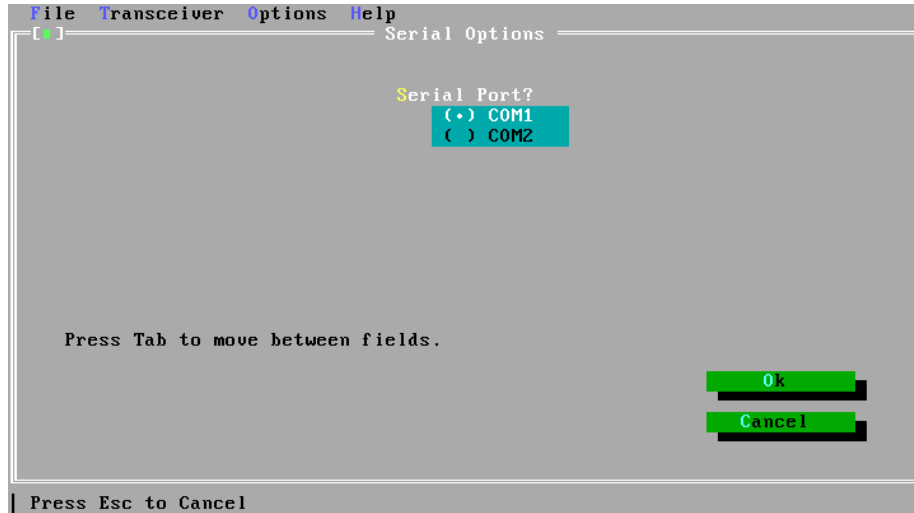 File Transceiver Options Help
[■] Serial Options
Serial Port?
(•) COM1
( ) COM2
Press Tab to move between fields.
Ok
Cancel
Press Esc to Cancel